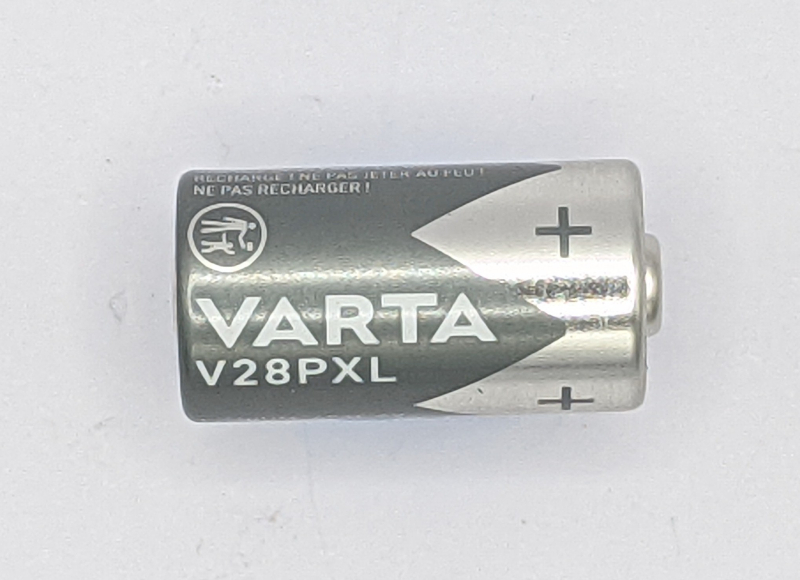 RECHARGE ! NE PAS JETER AU FEU !
NE PAS RECHARGER !
+
VARTA
V28PXL
+